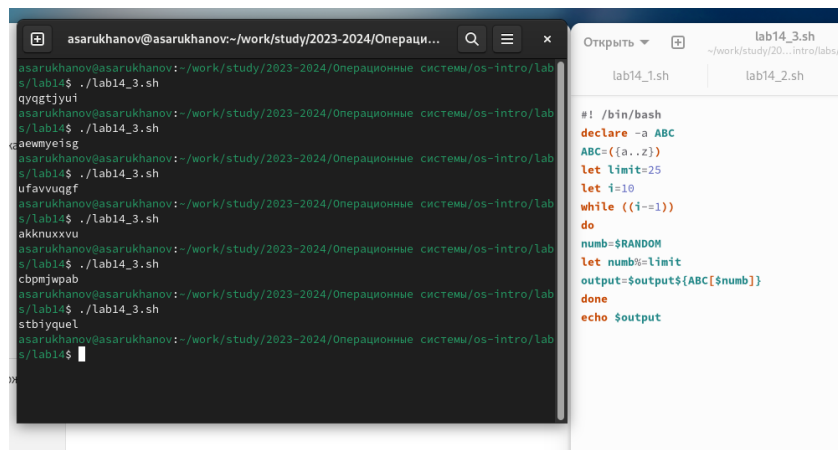 asarukhanov@asarukhanov:~/work/study/2023-2024/Операци...
asarukhanov@asarukhanov:~/work/study/2023-2024/Операционные системы/os-intro/lab
s/lab14$ ./lab14_3.sh
qyqgtjyui
asarukhanov@asarukhanov:~/work/study/2023-2024/Операционные системы/os-intro/lab
s/lab14$ ./lab14_3.sh
aewmyeisg
asarukhanov@asarukhanov:~/work/study/2023-2024/Операционные системы/os-intro/lab
s/lab14$ ./lab14_3.sh
ufavvuqgf
asarukhanov@asarukhanov:~/work/study/2023-2024/Операционные системы/os-intro/lab
s/lab14$ ./lab14_3.sh
akknuxxvu
asarukhanov@asarukhanov:~/work/study/2023-2024/Операционные системы/os-intro/lab
s/lab14$ ./lab14_3.sh
cbpmjwpab
asarukhanov@asarukhanov:~/work/study/2023-2024/Операционные системы/os-intro/lab
s/lab14$ ./lab14_3.sh
stbiyquel
asarukhanov@asarukhanov:~/work/study/2023-2024/Операционные системы/os-intro/lab
s/lab14$
Открыть
lab14_3.sh
~/work/study/20...intro/labs/
lab14_1.sh
lab14_2.sh
#! /bin/bash
declare -a ABC
ABC=({a..z})
let limit=25
let i=10
while ((i-=1))
do
numb=$RANDOM
let numb%=limit
output=$output${ABC[$numb]}
done
echo $output